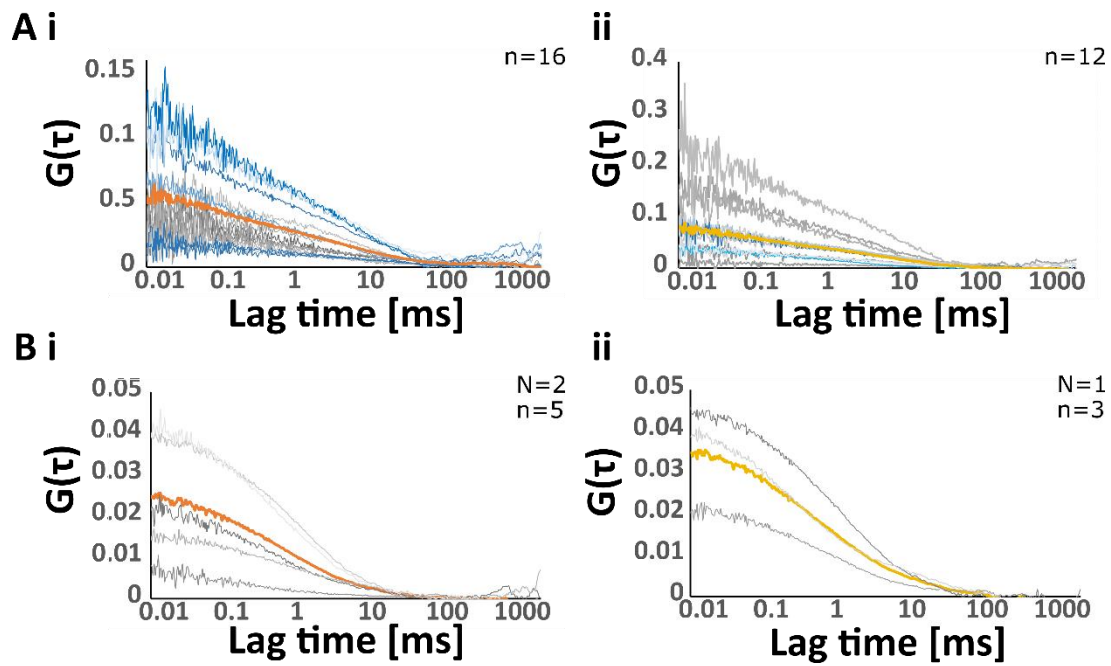 A i
n=16
0.15
0.1
0.5
0
G(τ)
0.01 0.1 1 10 100 1000
Lag time [ms]
ii
n=12
0.4
0.3
0.2
0.1
0
G(τ)
0.01 0.1 1 10 100 1000
Lag time [ms]
B i
N=2
n=5
0.05
0.04
0.03
0.02
0.01
0
G(τ)
0.01 0.1 1 10 100 1000
Lag time [ms]
ii
N=1
n=3
0.05
0.04
0.03
0.02
0.01
0
G(τ)
0.01 0.1 1 10 100 1000
Lag time [ms]